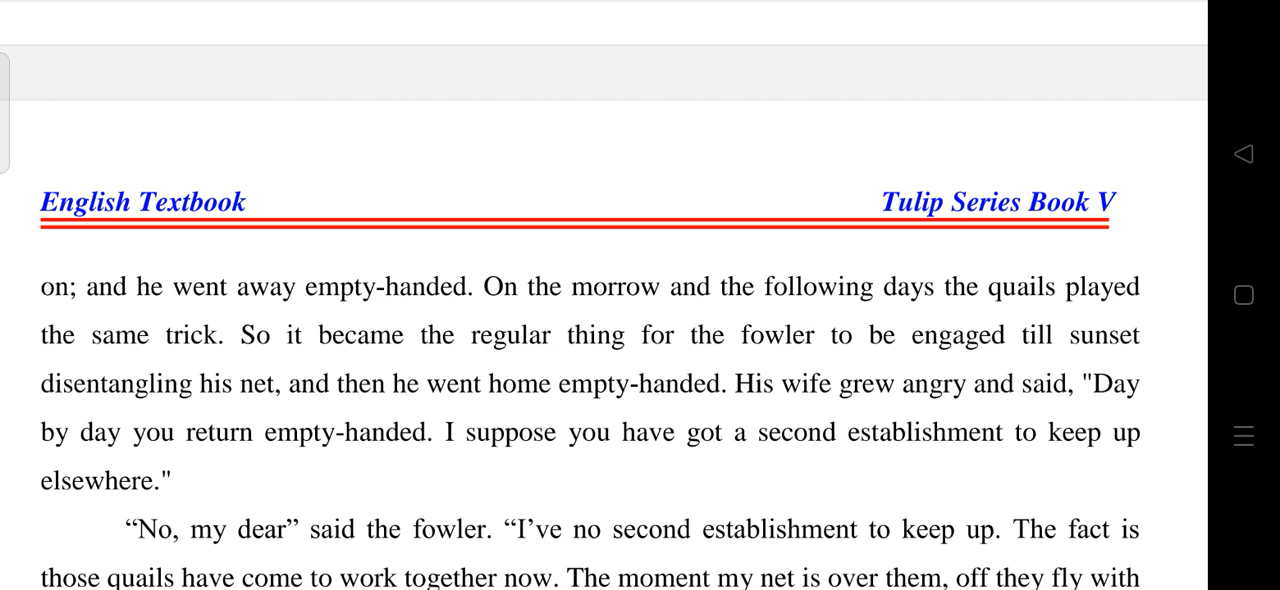 English Textbook Tulip Series Book V
on; and he went away empty-handed. On the morrow and the following days the quails played
the same trick. So it became the regular thing for the fowler to be engaged till sunset
disentangling his net, and then he went home empty-handed. His wife grew angry and said, "Day
by day you return empty-handed. I suppose you have got a second establishment to keep up
elsewhere."
“No, my dear” said the fowler. “I’ve no second establishment to keep up. The fact is
those quails have come to work together now. The moment my net is over them, off they fly with